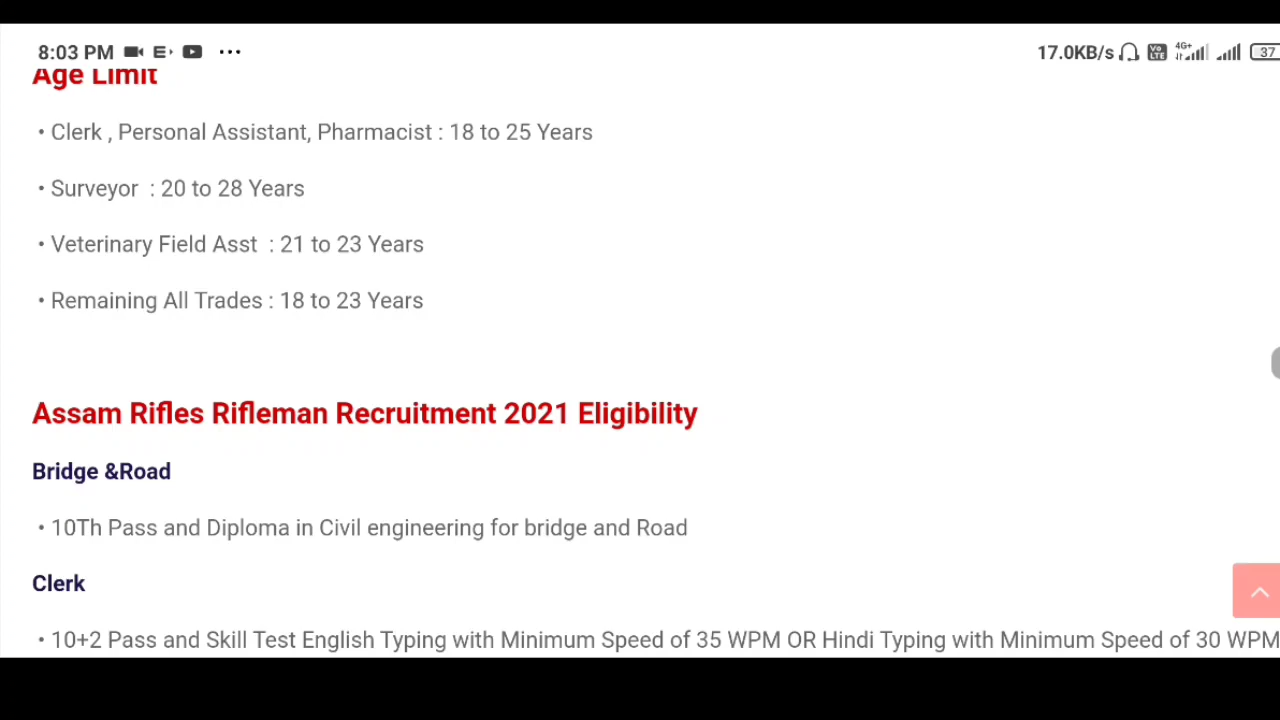 8:03 PM ... 17.0KB/s Vo LTE 4G+ 37
Age Limit
• Clerk , Personal Assistant, Pharmacist : 18 to 25 Years
• Surveyor  : 20 to 28 Years
• Veterinary Field Asst  : 21 to 23 Years
• Remaining All Trades : 18 to 23 Years
Assam Rifles Rifleman Recruitment 2021 Eligibility
Bridge &Road
• 10Th Pass and Diploma in Civil engineering for bridge and Road
Clerk
• 10+2 Pass and Skill Test English Typing with Minimum Speed of 35 WPM OR Hindi Typing with Minimum Speed of 30 WPM